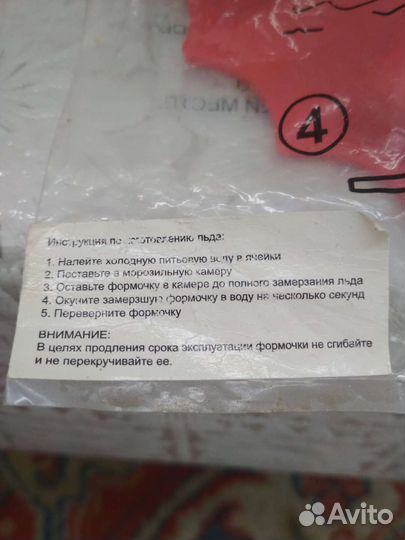 ЕЙ МЕСТЕ
4
Инструкция по изготовлению льда:
1. Налейте холодную питьевую воду в ячейки
2. Поставьте в морозильную камеру
3. Оставьте формочку в камере до полного замерзания льда
4. Окуните замерзшую формочку в воду на несколько секунд
5. Переверните формочку
ВНИМАНИЕ:
В целях продления срока эксплуатации формочки не сгибайте
и не перекручивайте ее.
Avito